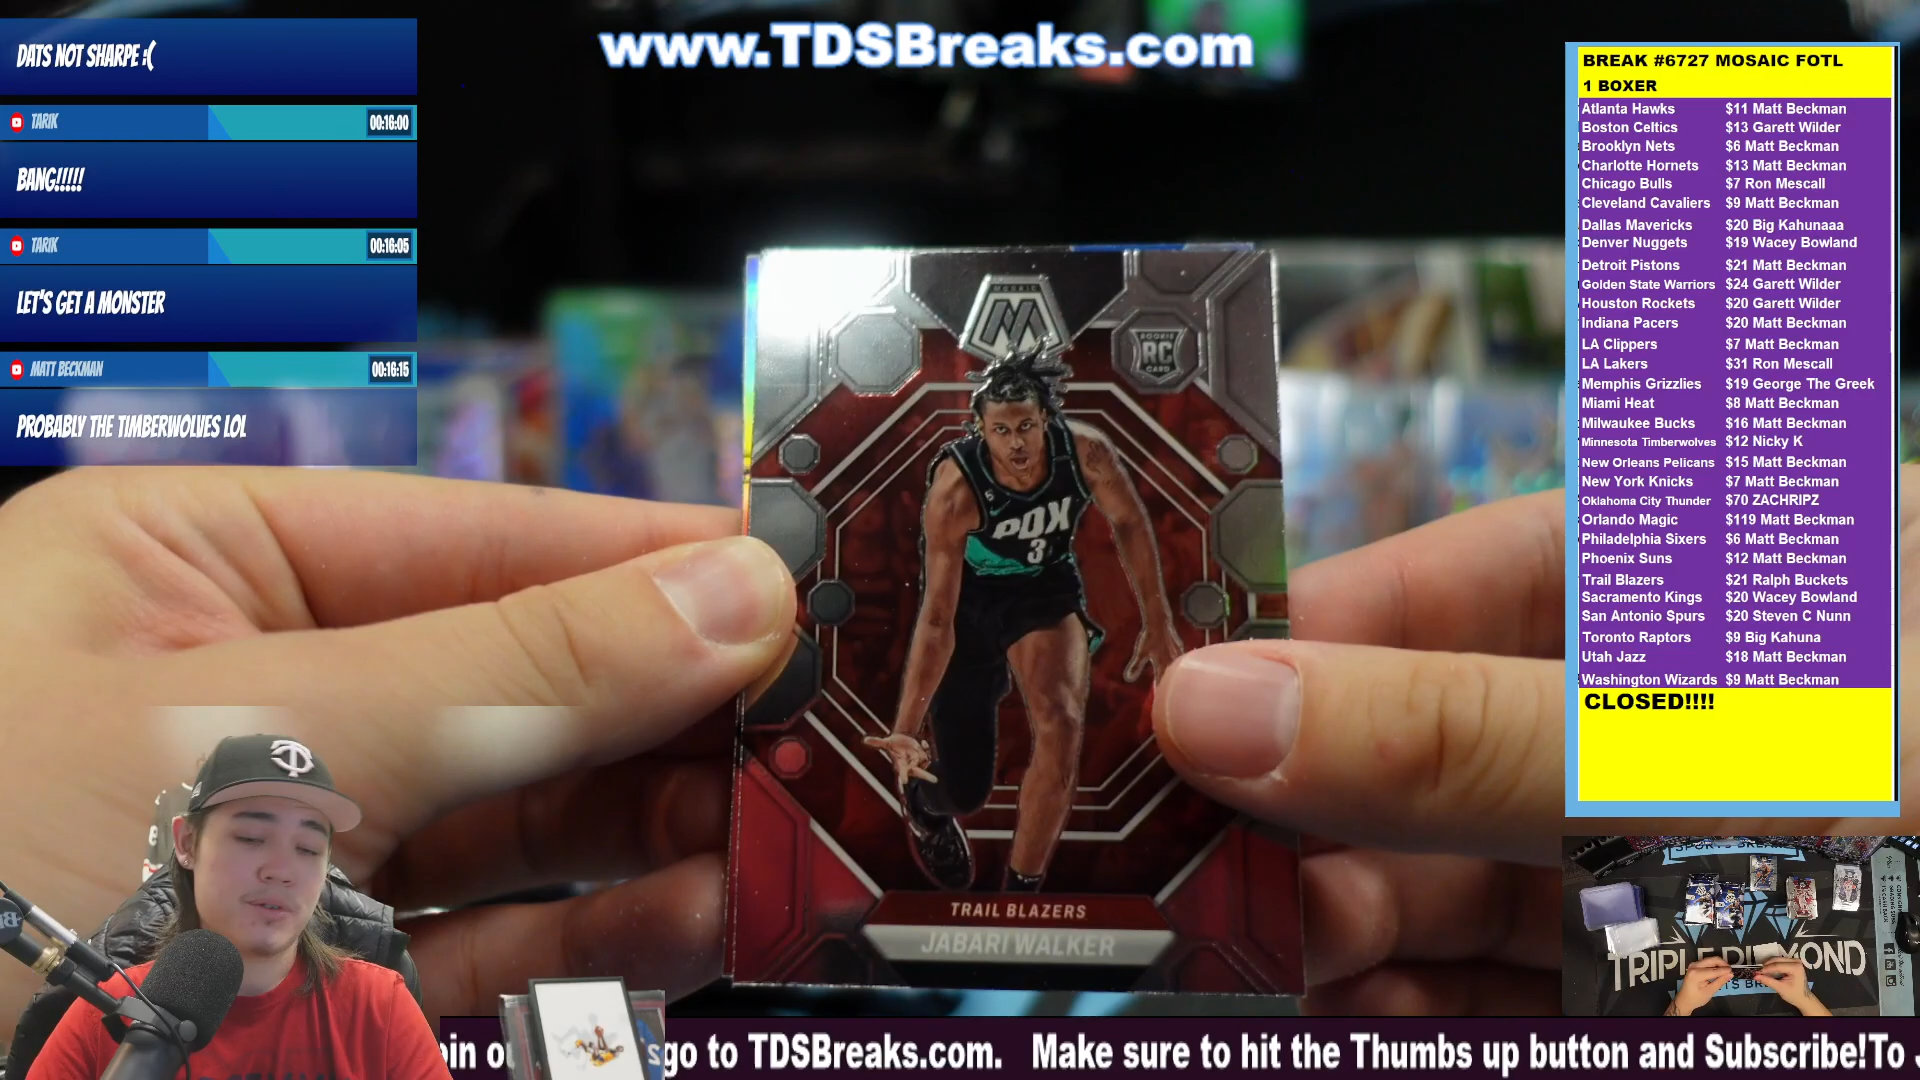 www.TDSBreaks.com
DATS NOT SHARPE :(
TARIK 00:16:00
BANG!!!!!
TARIK 00:16:05
LET'S GET A MONSTER
MATT BECKMAN 00:16:15
PROBABLY THE TIMBERWOLVES LOL
MOSAIC
ROOKIE
RC
CARD
PDX
3
TRAIL BLAZERS
JABARI WALKER
BREAK #6727 MOSAIC FOTL
1 BOXER
Atlanta Hawks $11 Matt Beckman
Boston Celtics $13 Garett Wilder
Brooklyn Nets $6 Matt Beckman
Charlotte Hornets $13 Matt Beckman
Chicago Bulls $7 Ron Mescall
Cleveland Cavaliers $9 Matt Beckman
Dallas Mavericks $20 Big Kahunaaa
Denver Nuggets $19 Wacey Bowland
Detroit Pistons $21 Matt Beckman
Golden State Warriors $24 Garett Wilder
Houston Rockets $20 Garett Wilder
Indiana Pacers $20 Matt Beckman
LA Clippers $7 Matt Beckman
LA Lakers $31 Ron Mescall
Memphis Grizzlies $19 George The Greek
Miami Heat $8 Matt Beckman
Milwaukee Bucks $16 Matt Beckman
Minnesota Timberwolves $12 Nicky K
New Orleans Pelicans $15 Matt Beckman
New York Knicks $7 Matt Beckman
Oklahoma City Thunder $70 ZACHRIPZ
Orlando Magic $119 Matt Beckman
Philadelphia Sixers $6 Matt Beckman
Phoenix Suns $12 Matt Beckman
Trail Blazers $21 Ralph Buckets
Sacramento Kings $20 Wacey Bowland
San Antonio Spurs $20 Steven C Nunn
Toronto Raptors $9 Big Kahuna
Utah Jazz $18 Matt Beckman
Washington Wizards $9 Matt Beckman
CLOSED!!!!
go to TDSBreaks.com. Make sure to hit the Thumbs up button and Subscribe!To